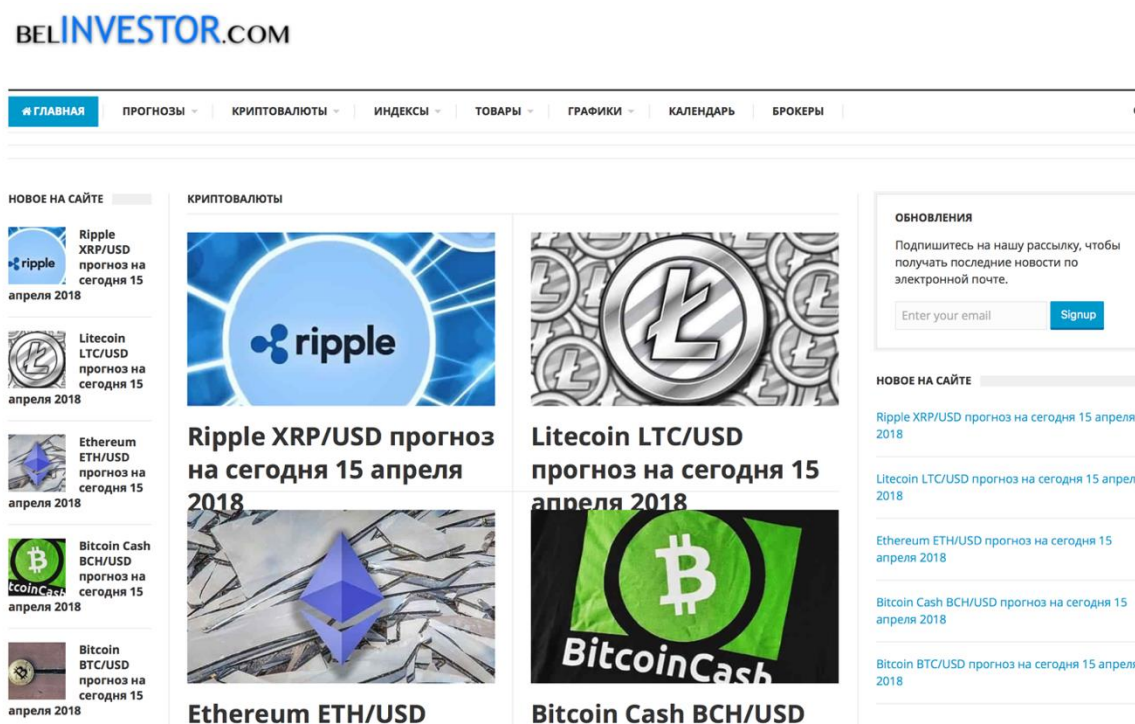 BELINVESTOR.COM
ГЛАВНАЯ
ПРОГНОЗЫ
КРИПТОВАЛЮТЫ
ИНДЕКСЫ
ТОВАРЫ
ГРАФИКИ
КАЛЕНДАРЬ
БРОКЕРЫ
НОВОЕ НА САЙТЕ
ripple
Ripple
XRP/USD
прогноз на
сегодня 15
апреля 2018
Litecoin
LTC/USD
прогноз на
сегодня 15
апреля 2018
Ethereum
ETH/USD
прогноз на
сегодня 15
апреля 2018
Bitcoin Cash
BCH/USD
прогноз на
сегодня 15
апреля 2018
Bitcoin
BTC/USD
прогноз на
сегодня 15
апреля 2018
КРИПТОВАЛЮТЫ
ripple
Ripple XRP/USD прогноз
на сегодня 15 апреля
2018
Litecoin LTC/USD
прогноз на сегодня 15
апреля 2018
Ethereum ETH/USD
BitcoinCash
Bitcoin Cash BCH/USD
ОБНОВЛЕНИЯ
Подпишитесь на нашу рассылку, чтобы
получать последние новости по
электронной почте.
Enter your email
Signup
НОВОЕ НА САЙТЕ
Ripple XRP/USD прогноз на сегодня 15 апреля
2018
Litecoin LTC/USD прогноз на сегодня 15 апрел
2018
Ethereum ETH/USD прогноз на сегодня 15
апреля 2018
Bitcoin Cash BCH/USD прогноз на сегодня 15
апреля 2018
Bitcoin BTC/USD прогноз на сегодня 15 апреля
2018